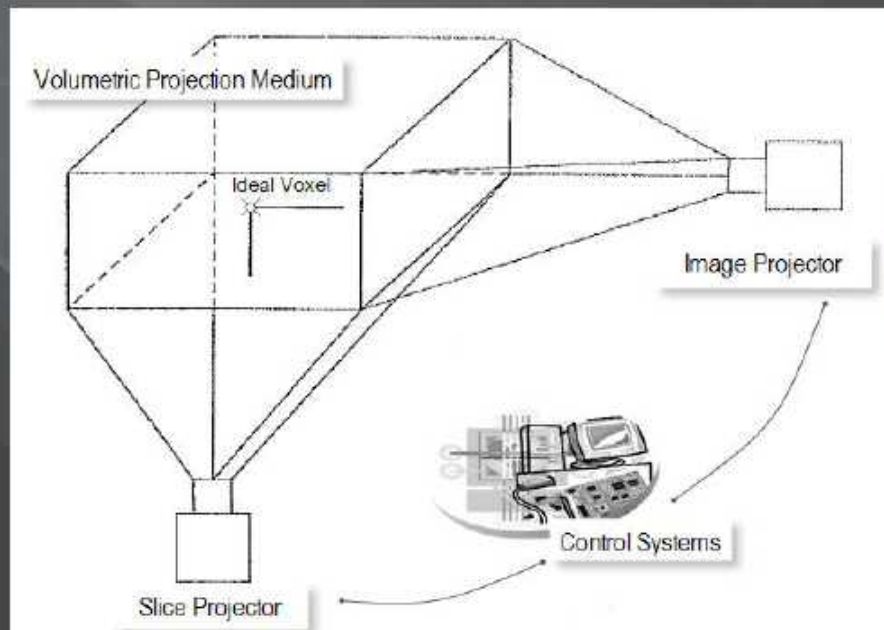 Volumetric Projection Medium
Ideal Voxel
Image Projector
Control Systems
Slice Projector